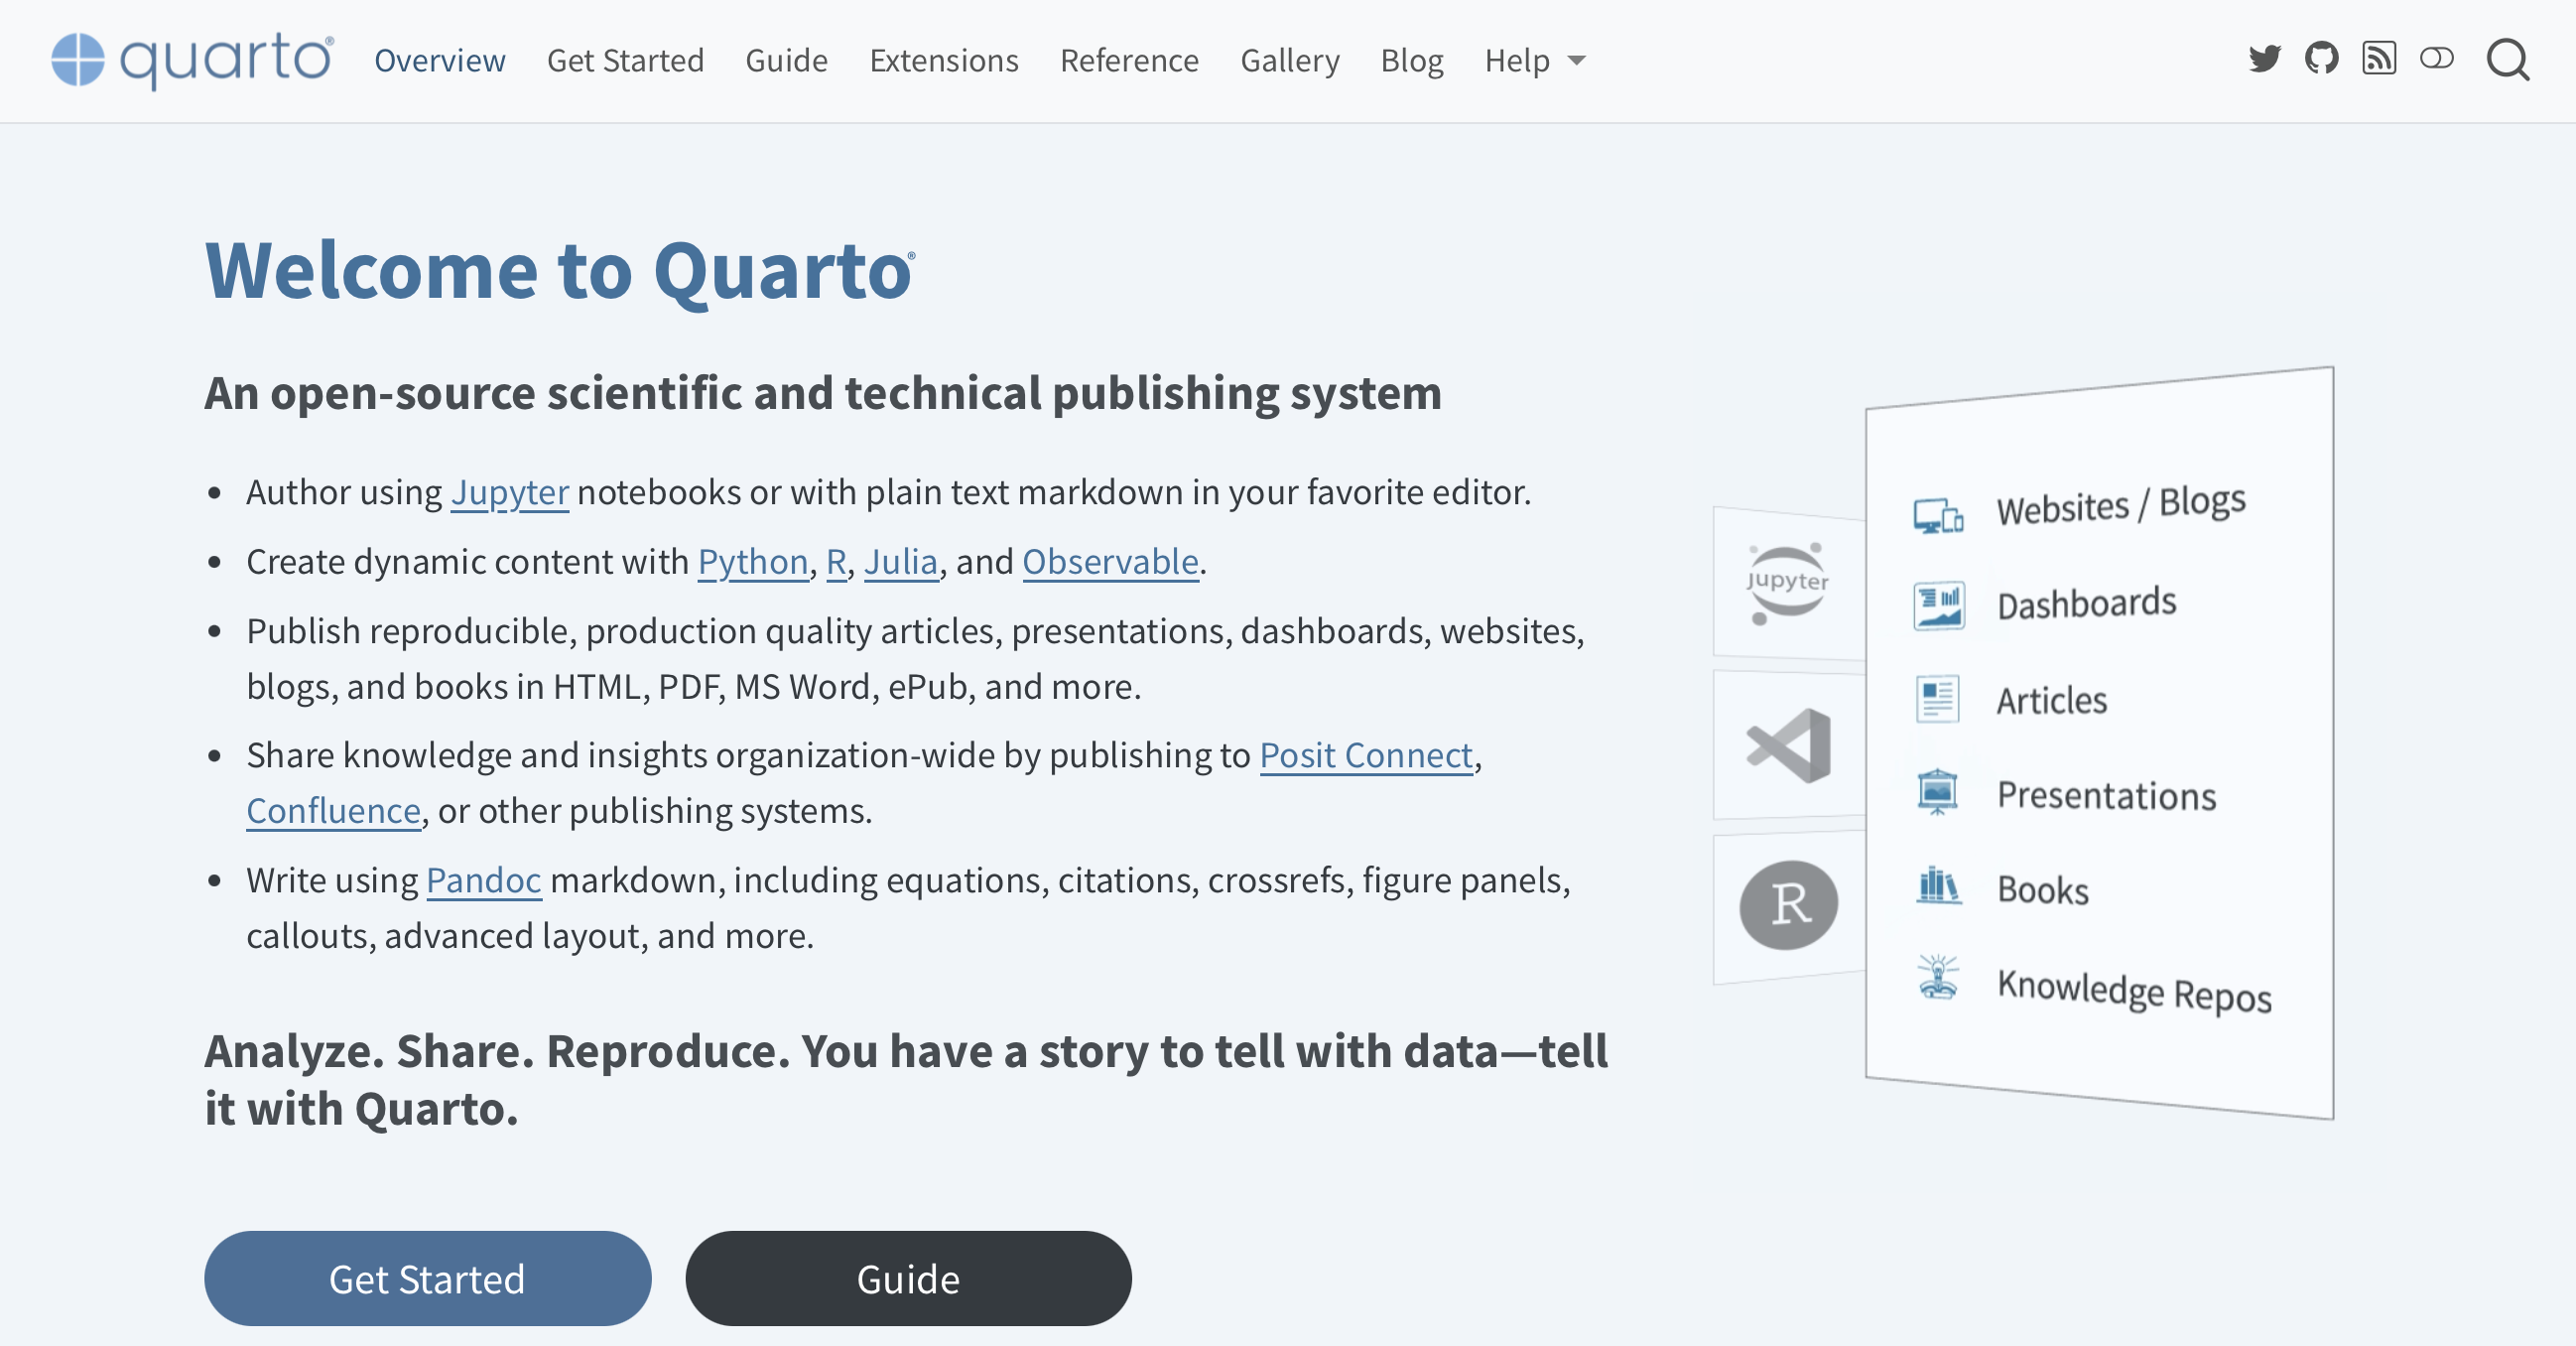 quarto®
Overview
Get Started
Guide
Extensions
Reference
Gallery
Blog
Help
Welcome to Quarto®
An open-source scientific and technical publishing system
Author using Jupyter notebooks or with plain text markdown in your favorite editor.
Create dynamic content with Python, R, Julia, and Observable.
Publish reproducible, production quality articles, presentations, dashboards, websites,
blogs, and books in HTML, PDF, MS Word, ePub, and more.
Share knowledge and insights organization-wide by publishing to Posit Connect,
Confluence, or other publishing systems.
Write using Pandoc markdown, including equations, citations, crossrefs, figure panels,
callouts, advanced layout, and more.
Analyze. Share. Reproduce. You have a story to tell with data—tell
it with Quarto.
Get Started
Guide
Jupyter
R
Websites / Blogs
Dashboards
Articles
Presentations
Books
Knowledge Repos